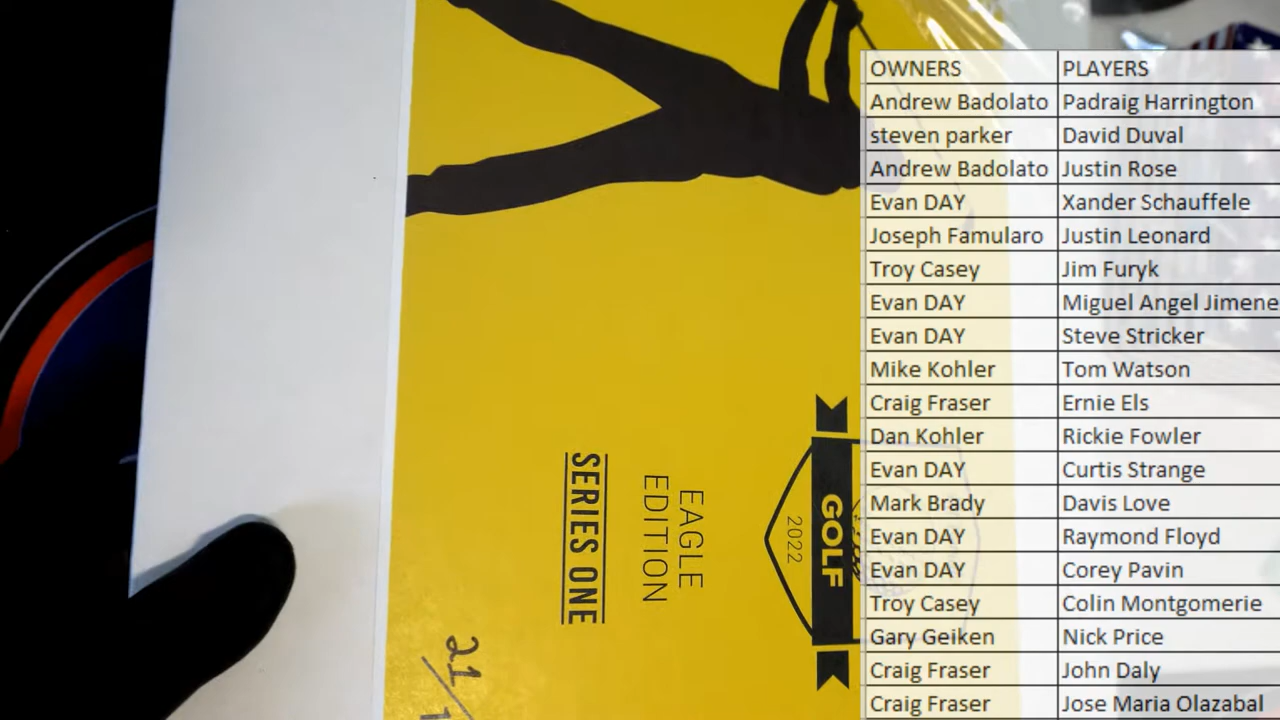 SERIES ONE
EAGLE
EDITION
2022
GOLF
21/1
OWNERS PLAYERS
Andrew Badolato Padraig Harrington
steven parker David Duval
Andrew Badolato Justin Rose
Evan DAY Xander Schauffele
Joseph Famularo Justin Leonard
Troy Casey Jim Furyk
Evan DAY Miguel Angel Jimene
Evan DAY Steve Stricker
Mike Kohler Tom Watson
Craig Fraser Ernie Els
Dan Kohler Rickie Fowler
Evan DAY Curtis Strange
Mark Brady Davis Love
Evan DAY Raymond Floyd
Evan DAY Corey Pavin
Troy Casey Colin Montgomerie
Gary Geiken Nick Price
Craig Fraser John Daly
Craig Fraser Jose Maria Olazabal